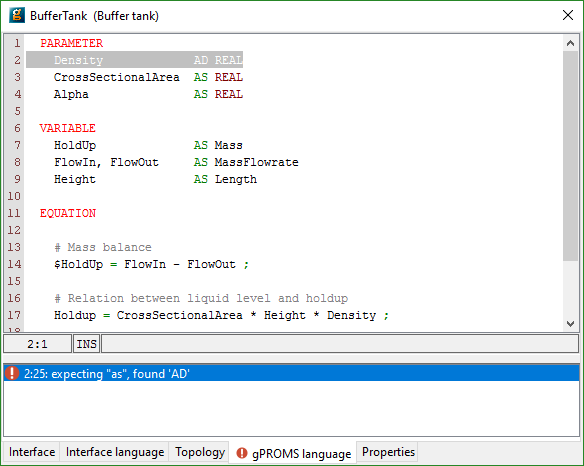 BufferTank (Buffer tank)
1 PARAMETER
2 Density AD REAL
3 CrossSectionalArea AS REAL
4 Alpha AS REAL
5
6 VARIABLE
7 HoldUp AS Mass
8 FlowIn, FlowOut AS MassFlowrate
9 Height AS Length
10
11 EQUATION
12
13 # Mass balance
14 $HoldUp = FlowIn - FlowOut ;
15
16 # Relation between liquid level and holdup
17 Holdup = CrossSectionalArea * Height * Density ;
18
2:1 INS
2:25: expecting "as", found 'AD'
Interface Interface language Topology gPROMS language Properties